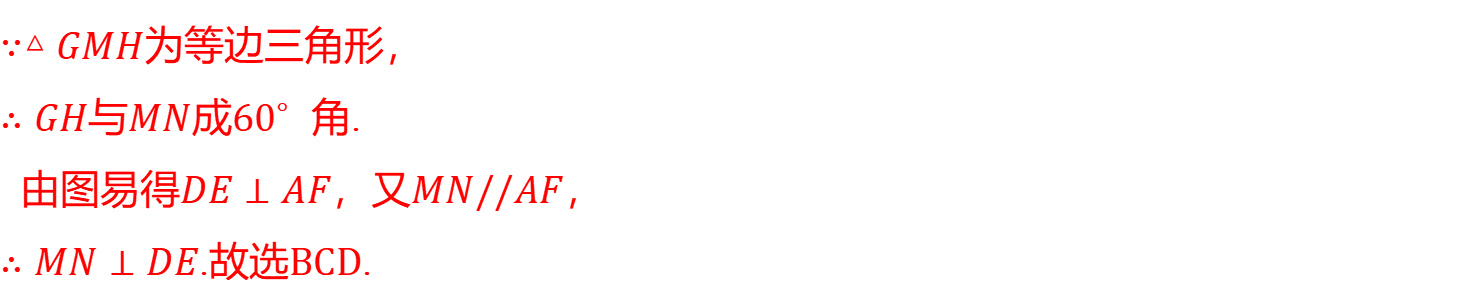 ∵△ GMH为等边三角形，
∴ GH与MN成60° 角.
由图易得DE⊥AF，又MN//AF，
∴ MN⊥DE.故选BCD.